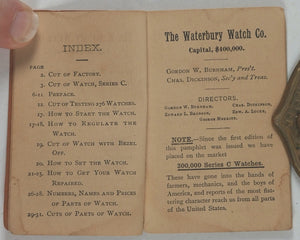 INDEX.
PAGE
2. Cut of Factory.
3. Cut of Watch, Series C.
6-11 Preface.
12. Cut of Testing 176 Watches.
17. How to Start the Watch.
17-18. How to Regulate the
Watch.
19. Cut of Watch with Bezel
Off.
20. How to Set the Watch.
21-25. How to Get Your Watch
Repaired.
26-28. Numbers, Names and Prices
of Parts of Watch.
29-31. Cuts of Parts of Watch.
The Waterbury Watch Co.
Capital, $400,000.
Gordon W. Burnham, Pres't.
Chas. Dickinson, Sec'y and Treas.
DIRECTORS.
Gordon W. Burnham, Chas. Dickinson,
Edward L. Bronson, Edw. A. Locke,
George Merritt.
NOTE.—Since the first edition of
this pamphlet was issued we have
placed on the market
200,000 Series C Watches.
These have gone into the hands of
farmers, mechanics, and the boys of
America, and reports of the most flat-
tering character reach us from all parts
of the United States.